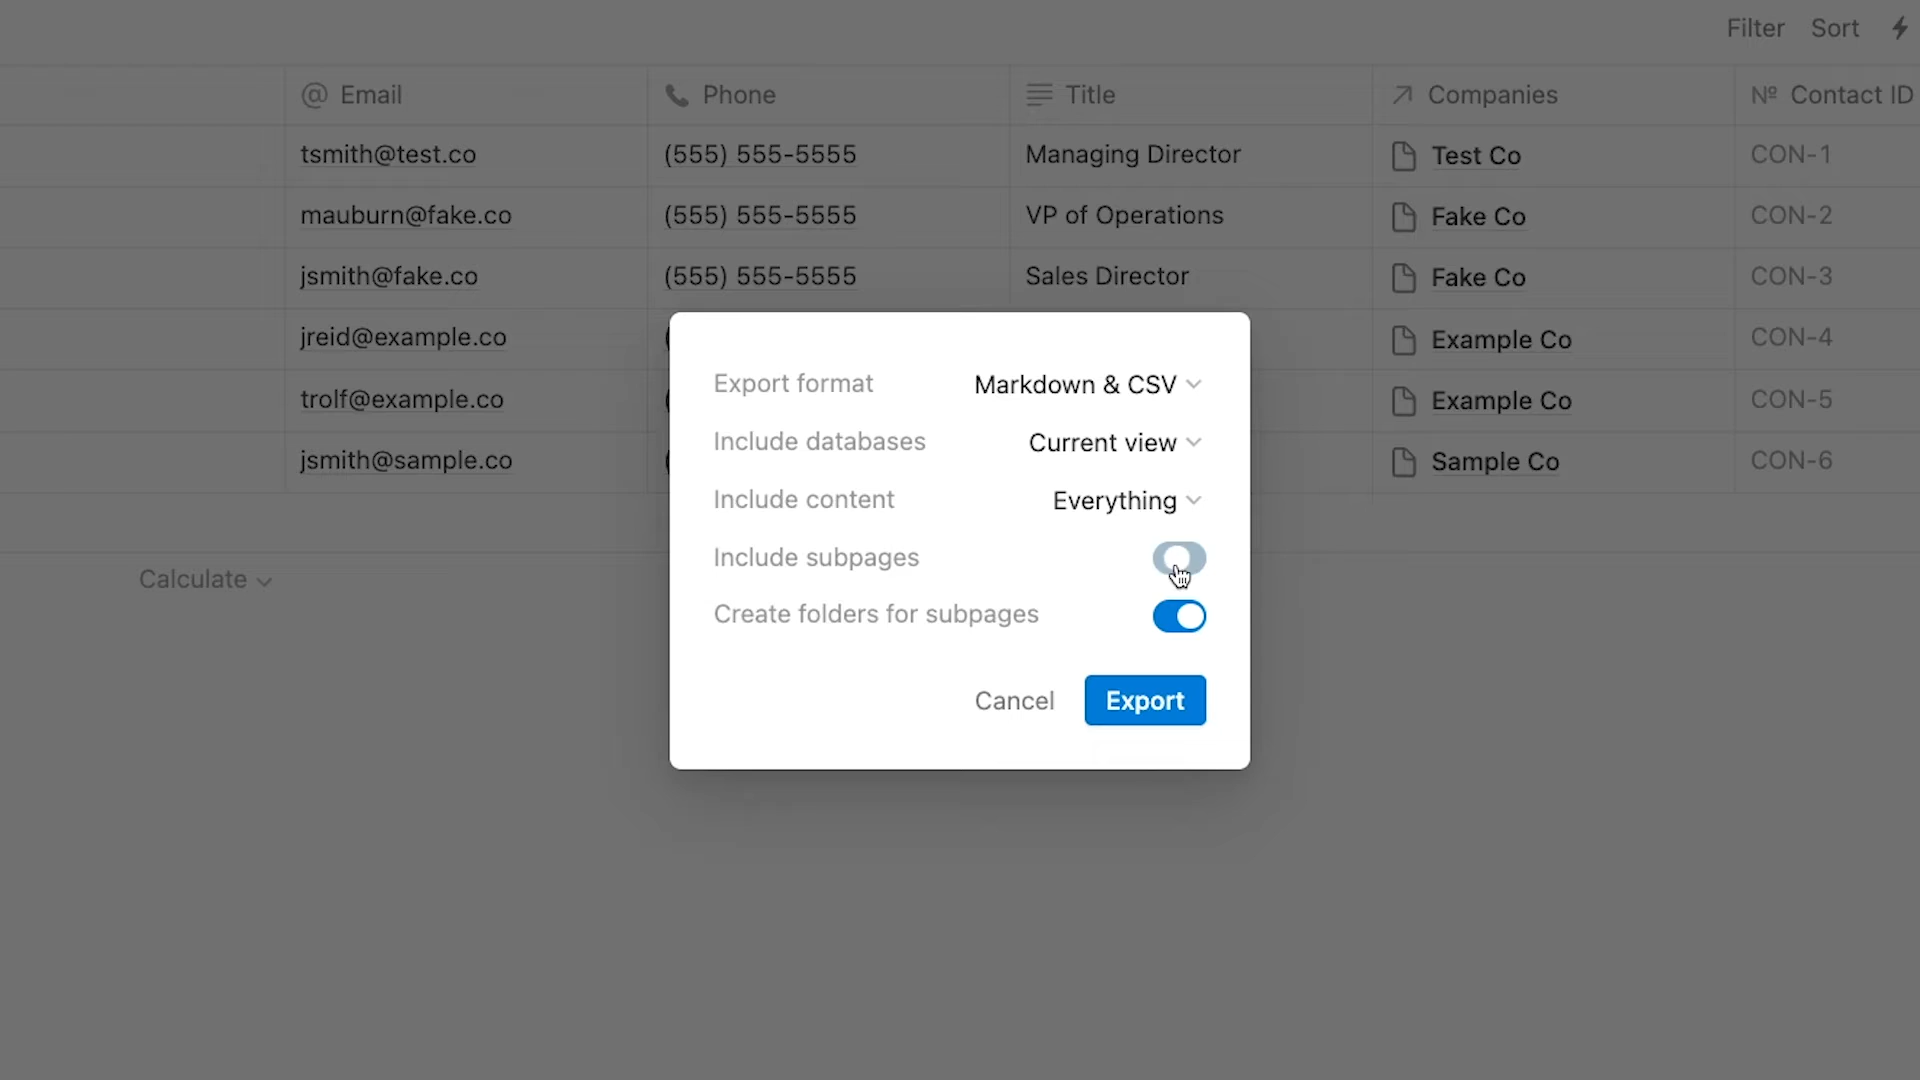 Filter Sort
@ Email Phone Title Companies Nº Contact ID
tsmith@test.co (555) 555-5555 Managing Director Test Co CON-1
mauburn@fake.co (555) 555-5555 VP of Operations Fake Co CON-2
jsmith@fake.co (555) 555-5555 Sales Director Fake Co CON-3
jreid@example.co Example Co CON-4
trolf@example.co Example Co CON-5
jsmith@sample.co Sample Co CON-6
Calculate
Export format Markdown & CSV
Include databases Current view
Include content Everything
Include subpages
Create folders for subpages
Cancel Export